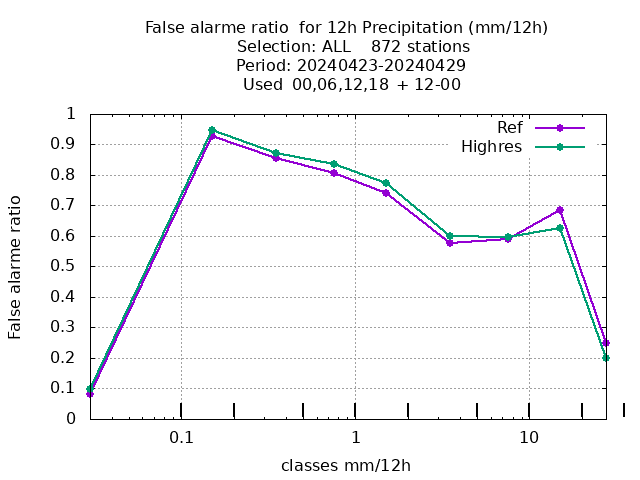 False alarme ratio  for 12h Precipitation (mm/12h)
Selection: ALL    872 stations
Period: 20240423-20240429
Used  00,06,12,18 + 12-00
Ref
Highres
False alarme ratio
1
0.9
0.8
0.7
0.6
0.5
0.4
0.3
0.2
0.1
0
0.1 1 10
classes mm/12h